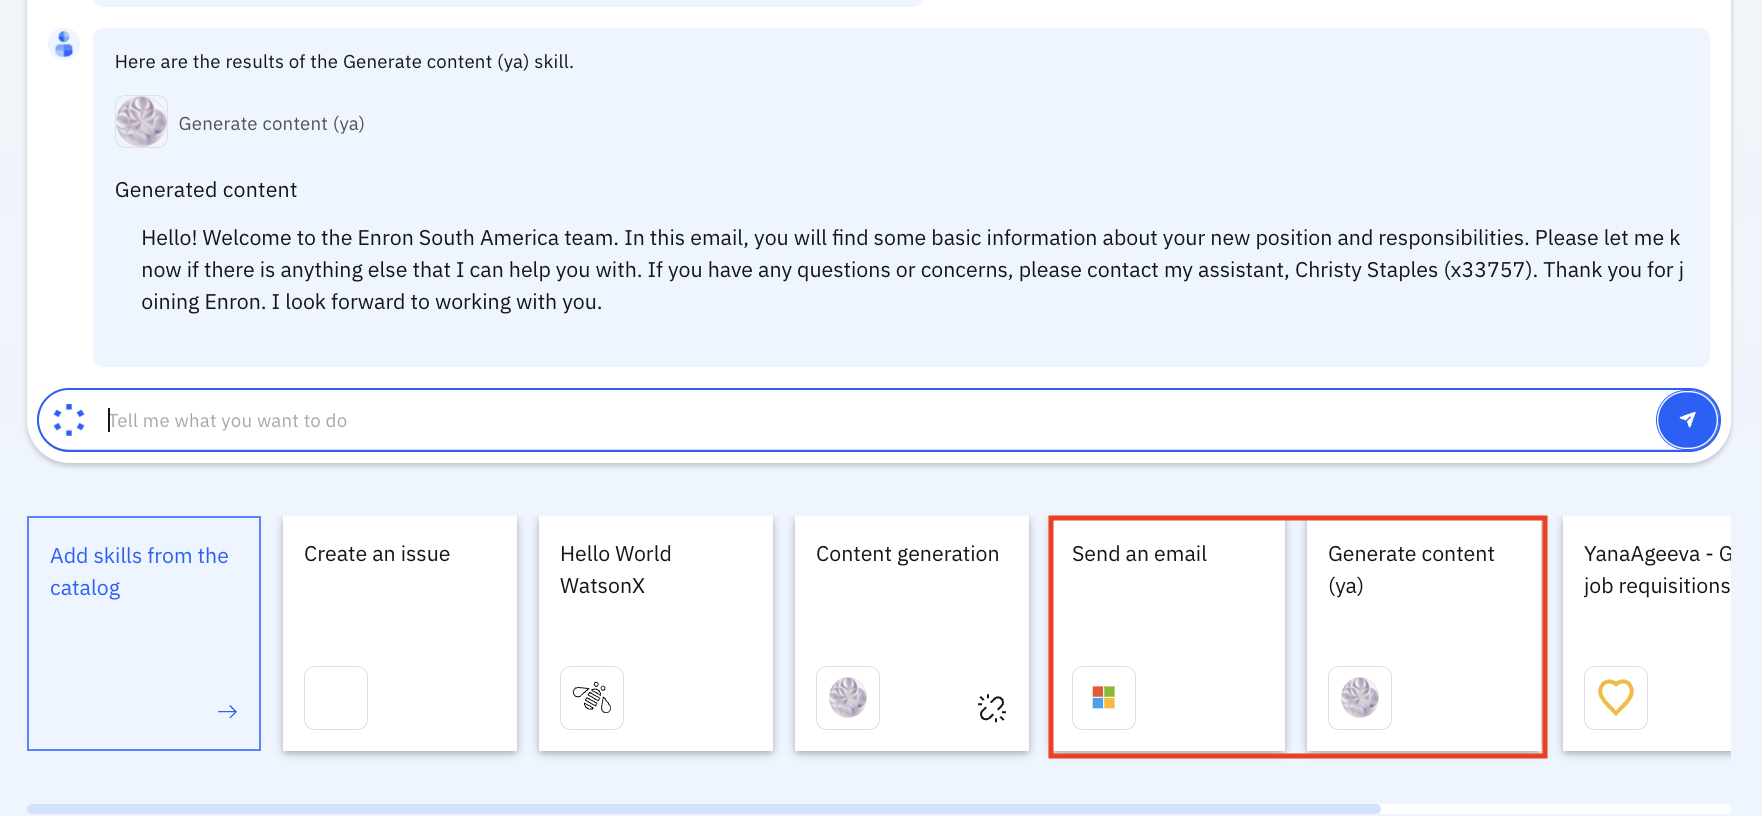 Here are the results of the Generate content (ya) skill.
Generate content (ya)
Generated content
Hello! Welcome to the Enron South America team. In this email, you will find some basic information about your new position and responsibilities. Please let me k
now if there is anything else that I can help you with. If you have any questions or concerns, please contact my assistant, Christy Staples (x33757). Thank you for j
oining Enron. I look forward to working with you.
Tell me what you want to do
Add skills from the
catalog
Create an issue
Hello World
WatsonX
Content generation
Send an email
Generate content
(ya)
YanaAgeeva - G
job requisitions